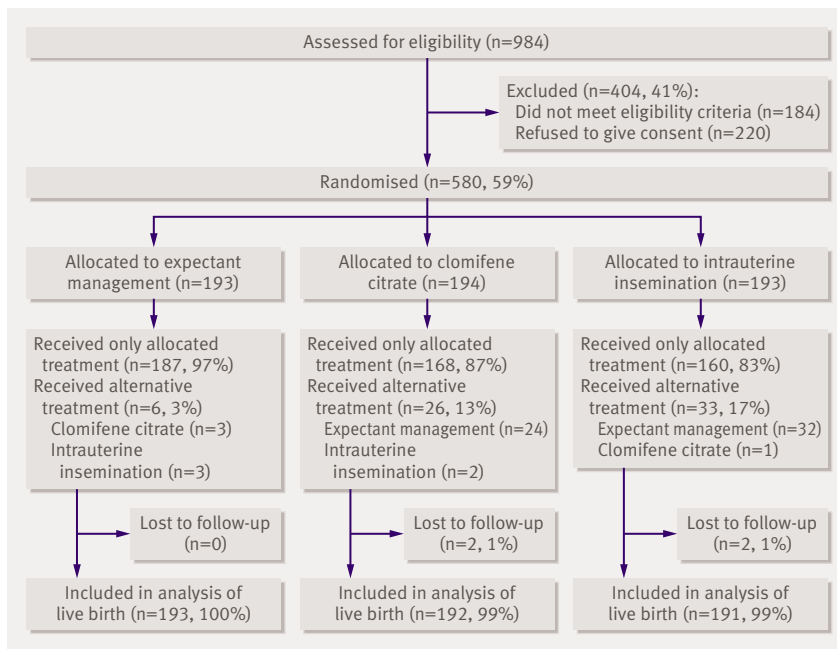 Assessed for eligibility (n=984)
Excluded (n=404, 41%):
Did not meet eligibility criteria (n=184)
Refused to give consent (n=220)
Randomised (n=580, 59%)
Allocated to expectant
management (n=193)
Received only allocated
treatment (n=187, 97%)
Received alternative
treatment (n=6, 3%)
Clomifene citrate (n=3)
Intrauterine
insemination (n=3)
Lost to follow-up
(n=0)
Included in analysis of
live birth (n=193, 100%)
Allocated to clomifene
citrate (n=194)
Received only allocated
treatment (n=168, 87%)
Received alternative
treatment (n=26, 13%)
Expectant management (n=24)
Intrauterine
insemination (n=2)
Lost to follow-up
(n=2, 1%)
Included in analysis of
live birth (n=192, 99%)
Allocated to intrauterine
insemination (n=193)
Received only allocated
treatment (n=160, 83%)
Received alternative
treatment (n=33, 17%)
Expectant management (n=32)
Clomifene citrate (n=1)
Lost to follow-up
(n=2, 1%)
Included in analysis of
live birth (n=191, 99%)